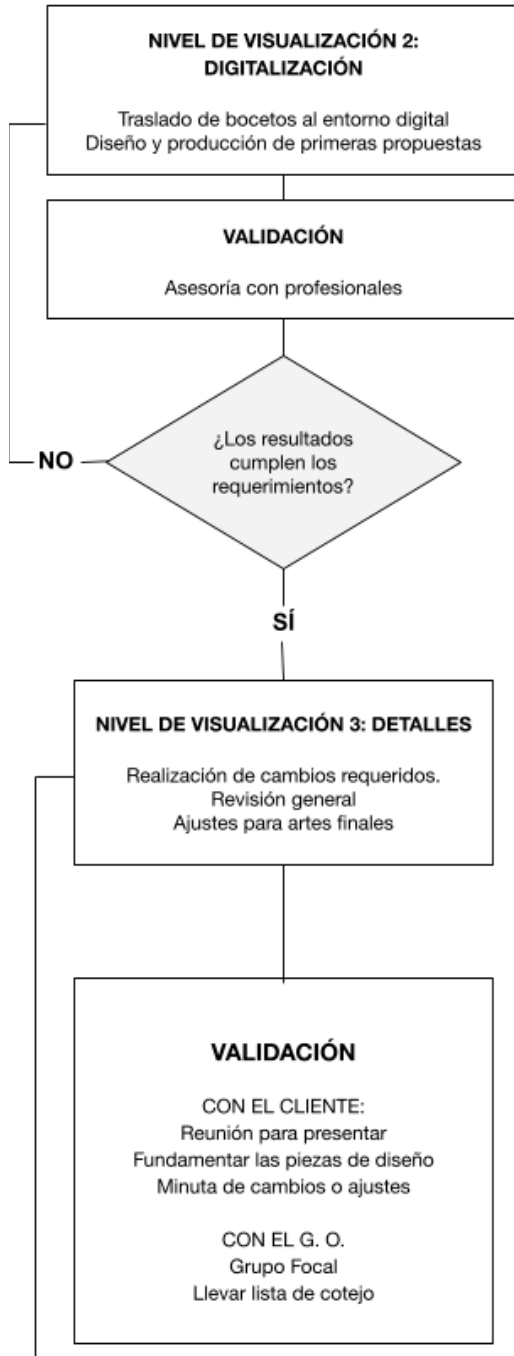 NIVEL DE VISUALIZACIÓN 2:
DIGITALIZACIÓN
Traslado de bocetos al entorno digital
Diseño y producción de primeras propuestas
VALIDACIÓN
Asesoría con profesionales
¿Los resultados
cumplen los
requerimientos?
NO
SÍ
NIVEL DE VISUALIZACIÓN 3: DETALLES
Realización de cambios requeridos.
Revisión general
Ajustes para artes finales
VALIDACIÓN
CON EL CLIENTE:
Reunión para presentar
Fundamentar las piezas de diseño
Minuta de cambios o ajustes
CON EL G. O.
Grupo Focal
Llevar lista de cotejo